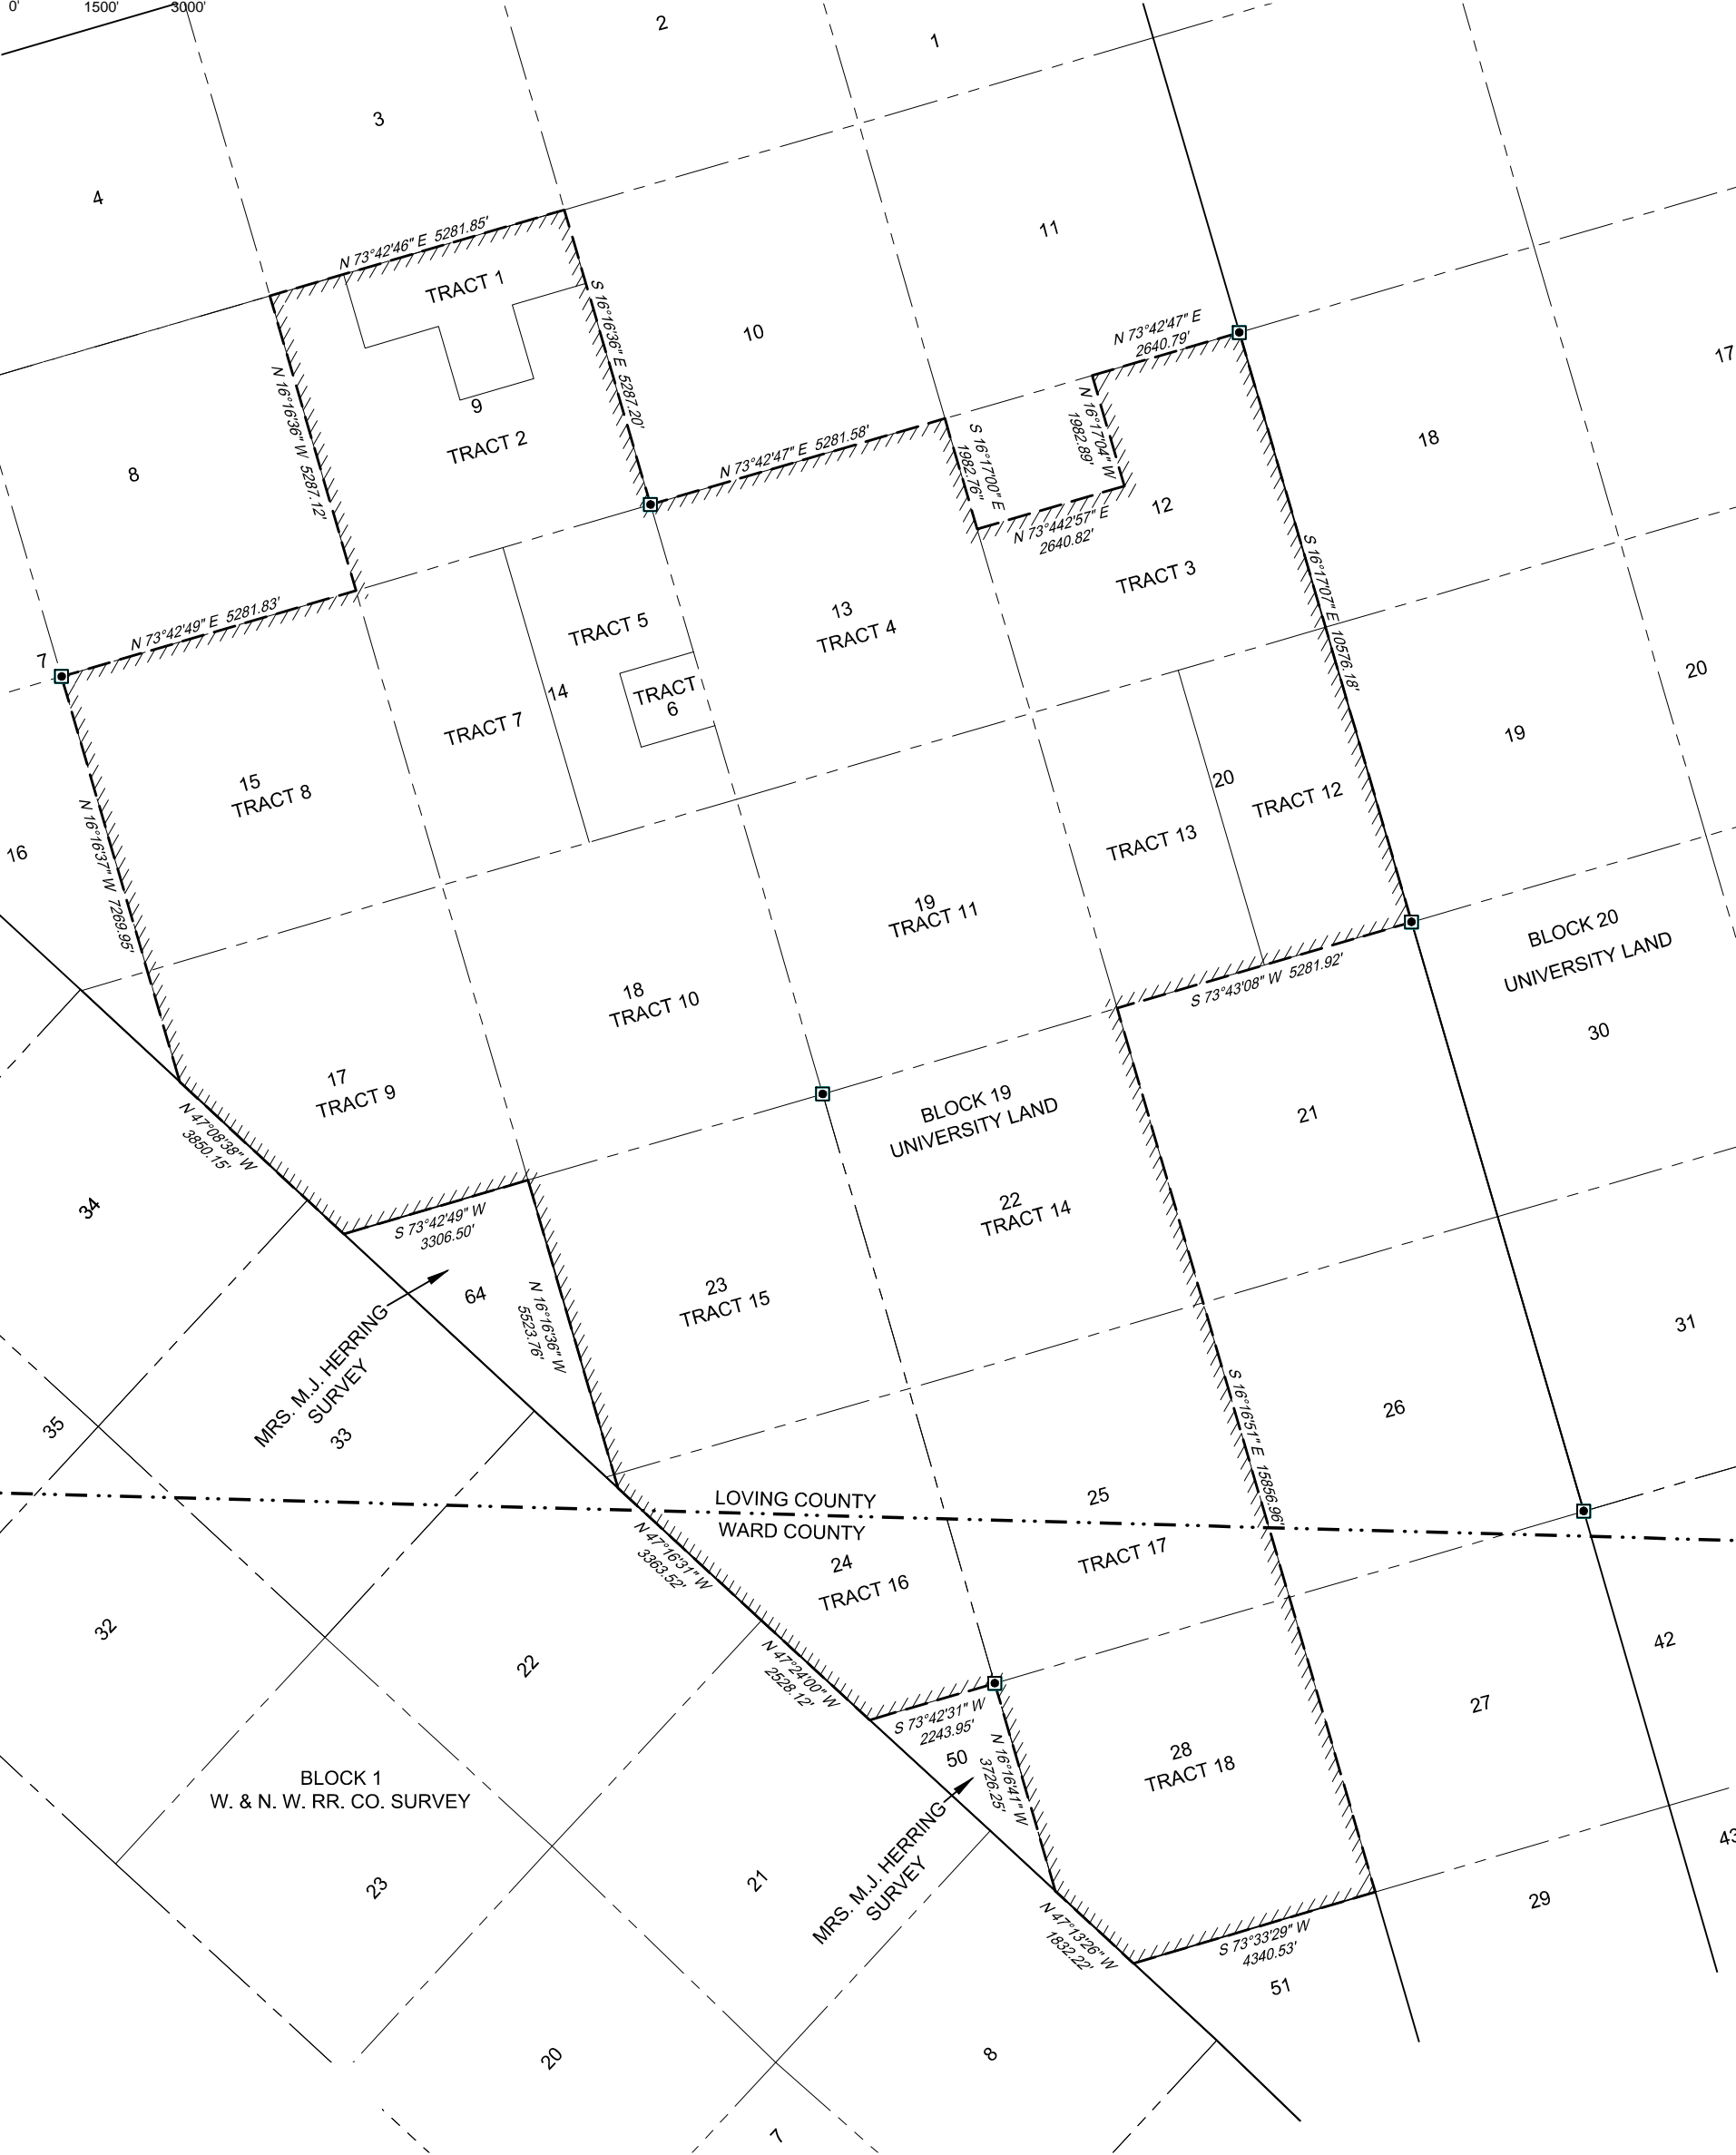 0' 1500' 3000'
2
1
3
4
11
N 73°42'46" E 5281.85'
TRACT 1
S 16°16'36" E 5287.20'
10
N 73°42'47" E
2640.79'
17
N 16°16'36" W 5287.12'
9
TRACT 2
8
N 73°42'47" E 5281.58'
S 16°17'00" E
1982.76"
N 16°17'04" W
1982.89'
18
12
N 73°442'57" E
2640.82'
TRACT 3
S 16°17'07" E 10576.18'
N 73°42'49" E 5281.83'
7
TRACT 5
13
TRACT 4
14
TRACT
6
TRACT 7
20
19
15
TRACT 8
20
TRACT 12
TRACT 13
16
N 16°16'37" W 7269.95'
19
TRACT 11
BLOCK 20
UNIVERSITY LAND
18
TRACT 10
S 73°43'08" W 5281.92'
30
17
TRACT 9
BLOCK 19
UNIVERSITY LAND
21
N 47°08'38" W
3850.15'
34
S 73°42'49" W
3306.50'
22
TRACT 14
64
N 16°16'36" W
5523.76'
23
TRACT 15
31
MRS. M.J. HERRING
SURVEY
35
33
26
S 16°16'51" E 15856.96'
LOVING COUNTY
WARD COUNTY
25
TRACT 17
N 47°16'31" W
3363.52'
24
TRACT 16
32
22
N 47°24'00" W
2528.12'
42
27
S 73°42'31" W
2243.95'
50
N 16°16'41" W
3726.25'
28
TRACT 18
BLOCK 1
W. & N. W. RR. CO. SURVEY
43
23
21
MRS. M.J. HERRING
SURVEY
29
N 47°13'26" W
1832.22'
S 73°33'29" W
4340.53'
51
20
8
7